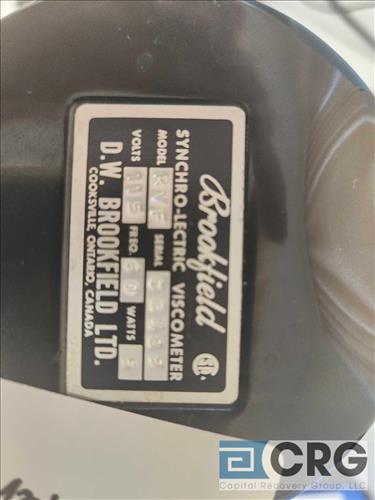 Brookfield
SYNCHRO-LECTRIC VISCOMETER
MODEL RVF SERIAL
VOLTS 115 FREQ. 60 WATTS
D.W. BROOKFIELD LTD.
COOKSVILLE, ONTARIO, CANADA
CRG
Capital Recovery Group, LLC